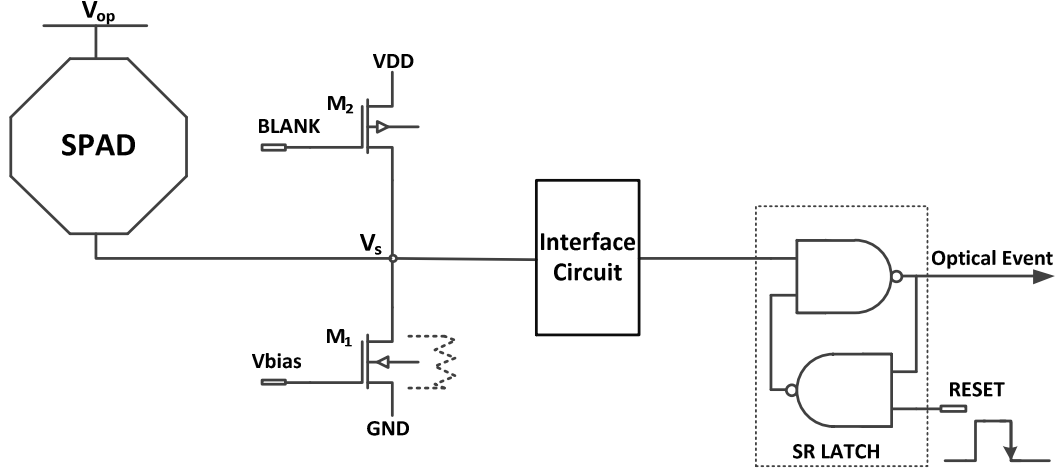 Vop
SPAD
VDD
M2
BLANK
Vs
Interface
Circuit
Optical Event
M1
Vbias
GND
RESET
SR LATCH